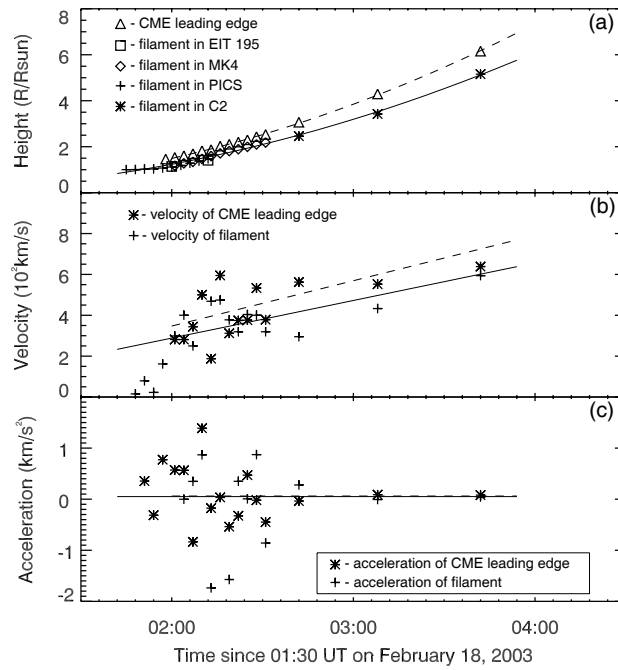 (a)
△ - CME leading edge
□ - filament in EIT 195
◇ - filament in MK4
+ - filament in PICS
✱ - filament in C2
Height (R/Rsun)
8
6
4
2
0
(b)
✱ - velocity of CME leading edge
+ - velocity of filament
Velocity (10²km/s)
8
6
4
2
0
(c)
Acceleration (km/s²)
1
0
-1
-2
✱ - acceleration of CME leading edge
+ - acceleration of filament
02:00 03:00 04:00
Time since 01:30 UT on February 18, 2003